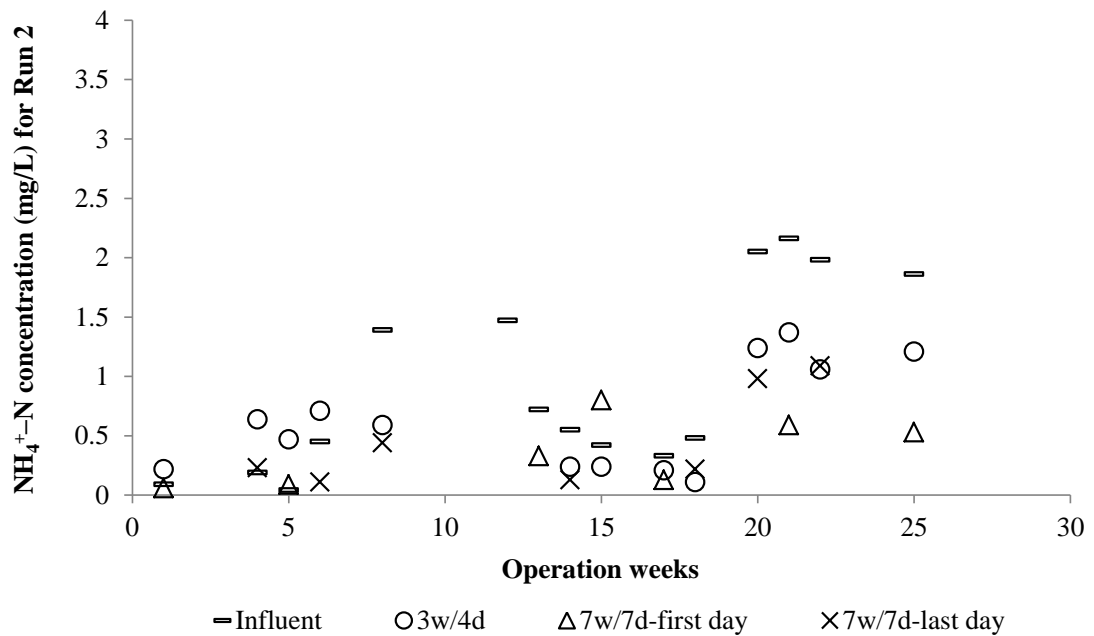 NH₄⁺–N concentration (mg/L) for Run 2
4
3.5
3
2.5
2
1.5
1
0.5
0
0 5 10 15 20 25 30
Operation weeks
Influent 3w/4d 7w/7d-first day 7w/7d-last day